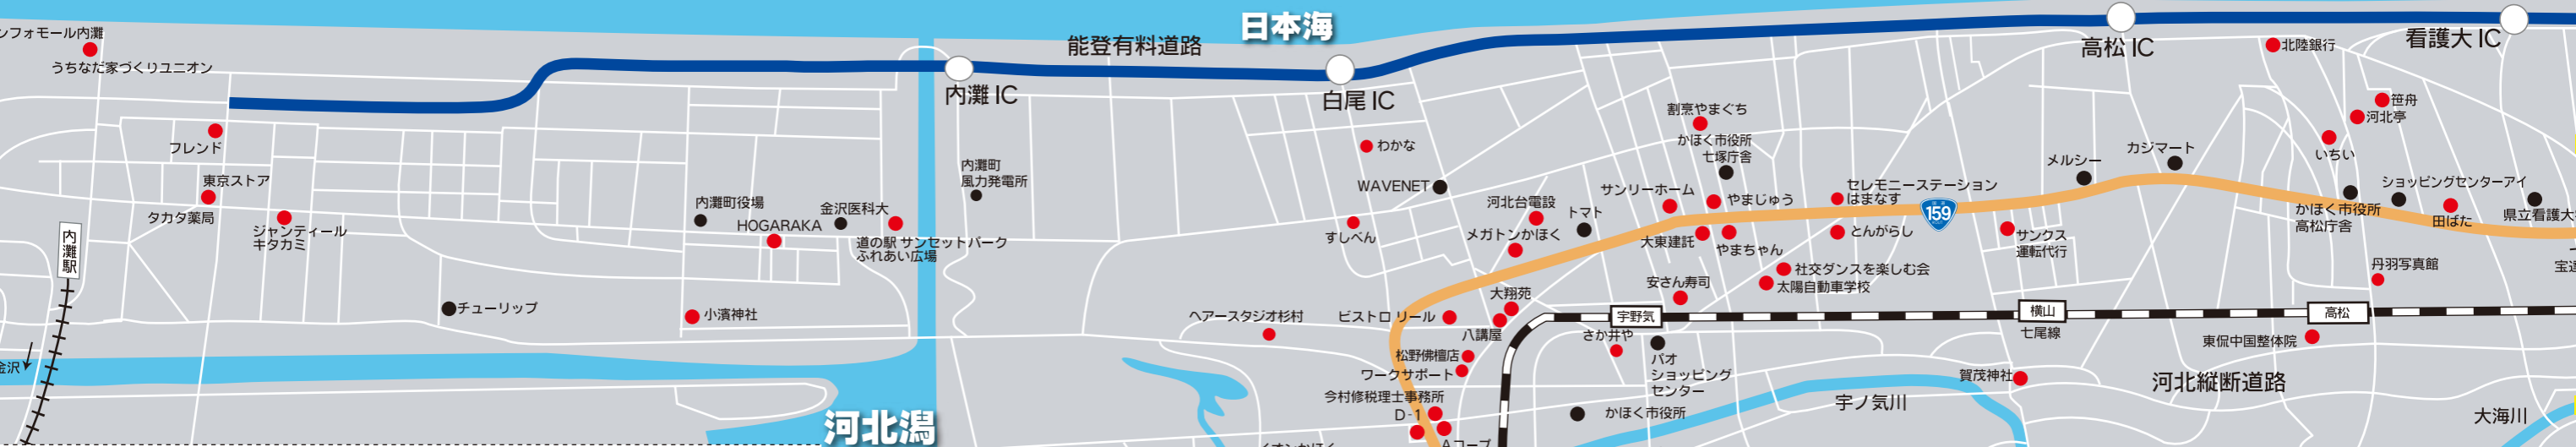 日本海
能登有料道路
ンフォモール内灘
うちなだ家づくりユニオン
フレンド
東京ストア
タカタ薬局
ジャンティール
キタカミ
内灘駅
金沢
チューリップ
内灘町役場
HOGARAKA
金沢医科大
道の駅 サンセットパーク
ふれあい広場
小濱神社
河北潟
内灘 IC
内灘町
風力発電所
白尾 IC
わかな
WAVENET
すしべん
ヘアースタジオ杉村
ビストロ リール
大翔苑
八講屋
松野佛檀店
ワークサポート
今村修税理士事務所
D-1
Aコープ
イオンかほく
河北台電設
メガトンかほく
トマト
サンリーホーム
割烹やまぐち
かほく市役所
七塚庁舎
やまじゅう
大東建託
やまちゃん
セレモニーステーション
はまなす
とんがらし
社交ダンスを楽しむ会
太陽自動車学校
安さん寿司
宇野気
さか井や
パオ
ショッピング
センター
かほく市役所
宇ノ気川
159
高松 IC
メルシー
カジマート
サンクス
運転代行
横山
七尾線
賀茂神社
河北縦断道路
看護大 IC
北陸銀行
笹舟
河北亭
いちい
ショッピングセンターアイ
かほく市役所
高松庁舎
田ばた
県立看護大
丹羽写真館
高松
東侃中国整体院
大海川